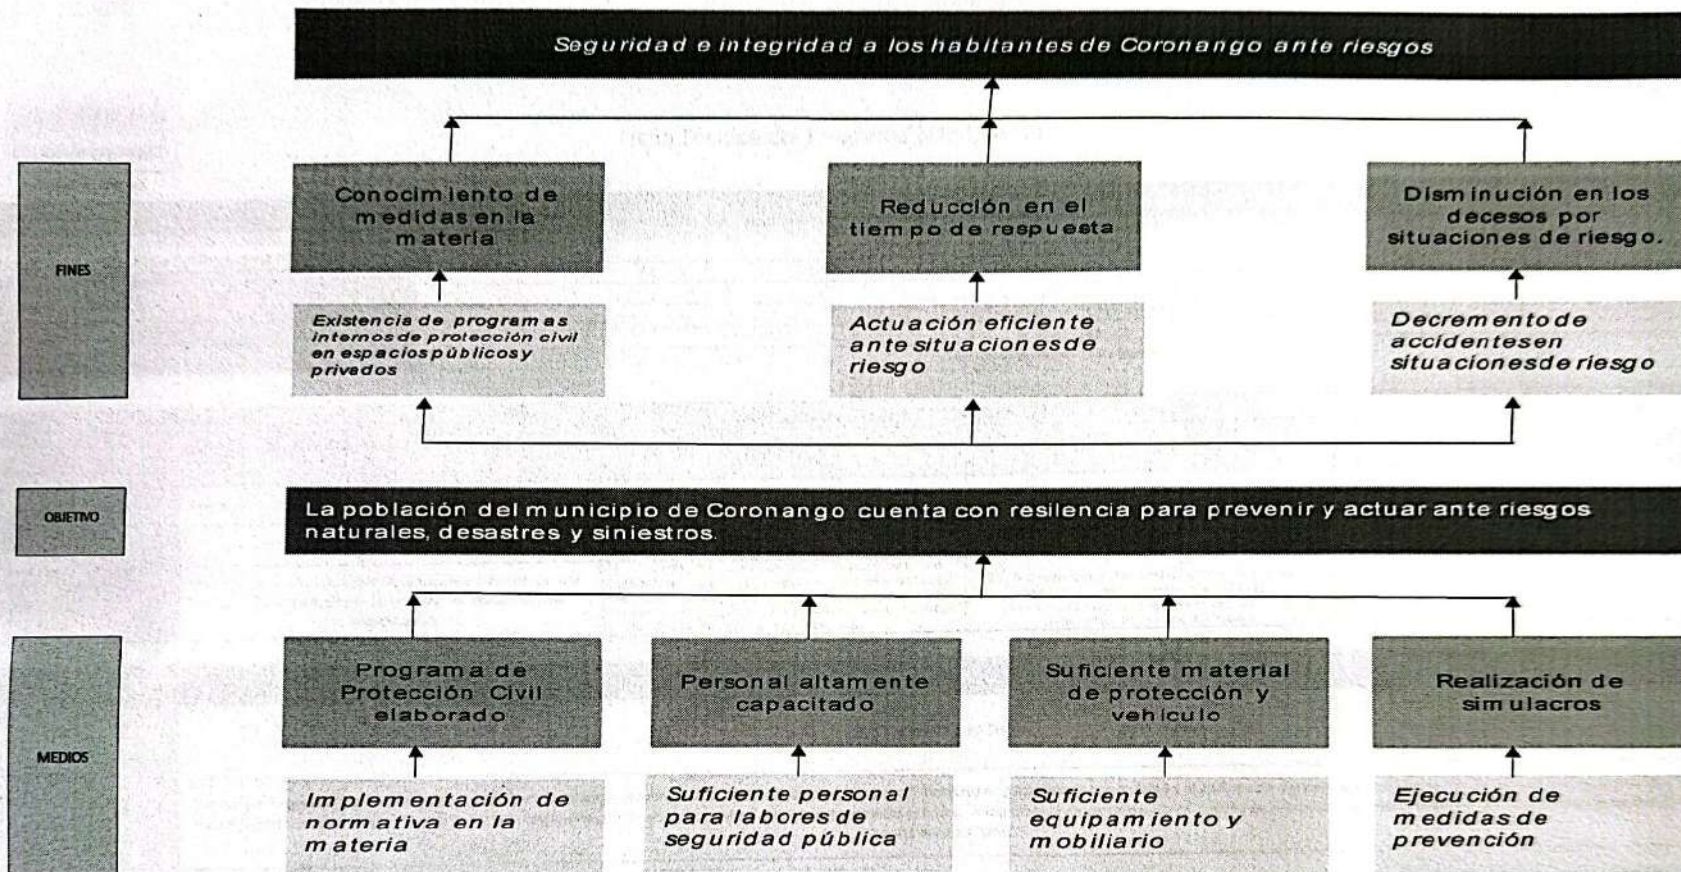 Seguridad e integridad a los habitantes de Coronango ante riesgos
FINES
Conocimiento de
medidas en la
materia
Reducción en el
tiempo de respuesta
Disminución en los
decesos por
situaciones de riesgo.
Existencia de programas
internos de protección civil
en espacios públicos y
privados
Actuación eficiente
ante situaciones de
riesgo
Decremento de
accidentes en
situaciones de riesgo
OBJETIVO
La población del municipio de Coronango cuenta con resilencia para prevenir y actuar ante riesgos
naturales, desastres y siniestros.
MEDIOS
Programa de
Protección Civil
elaborado
Personal altamente
capacitado
Suficiente material
de protección y
vehículo
Realización de
simulacros
Implementación de
normativa en la
materia
Suficiente personal
para labores de
seguridad pública
Suficiente
equipamiento y
mobiliario
Ejecución de
medidas de
prevención